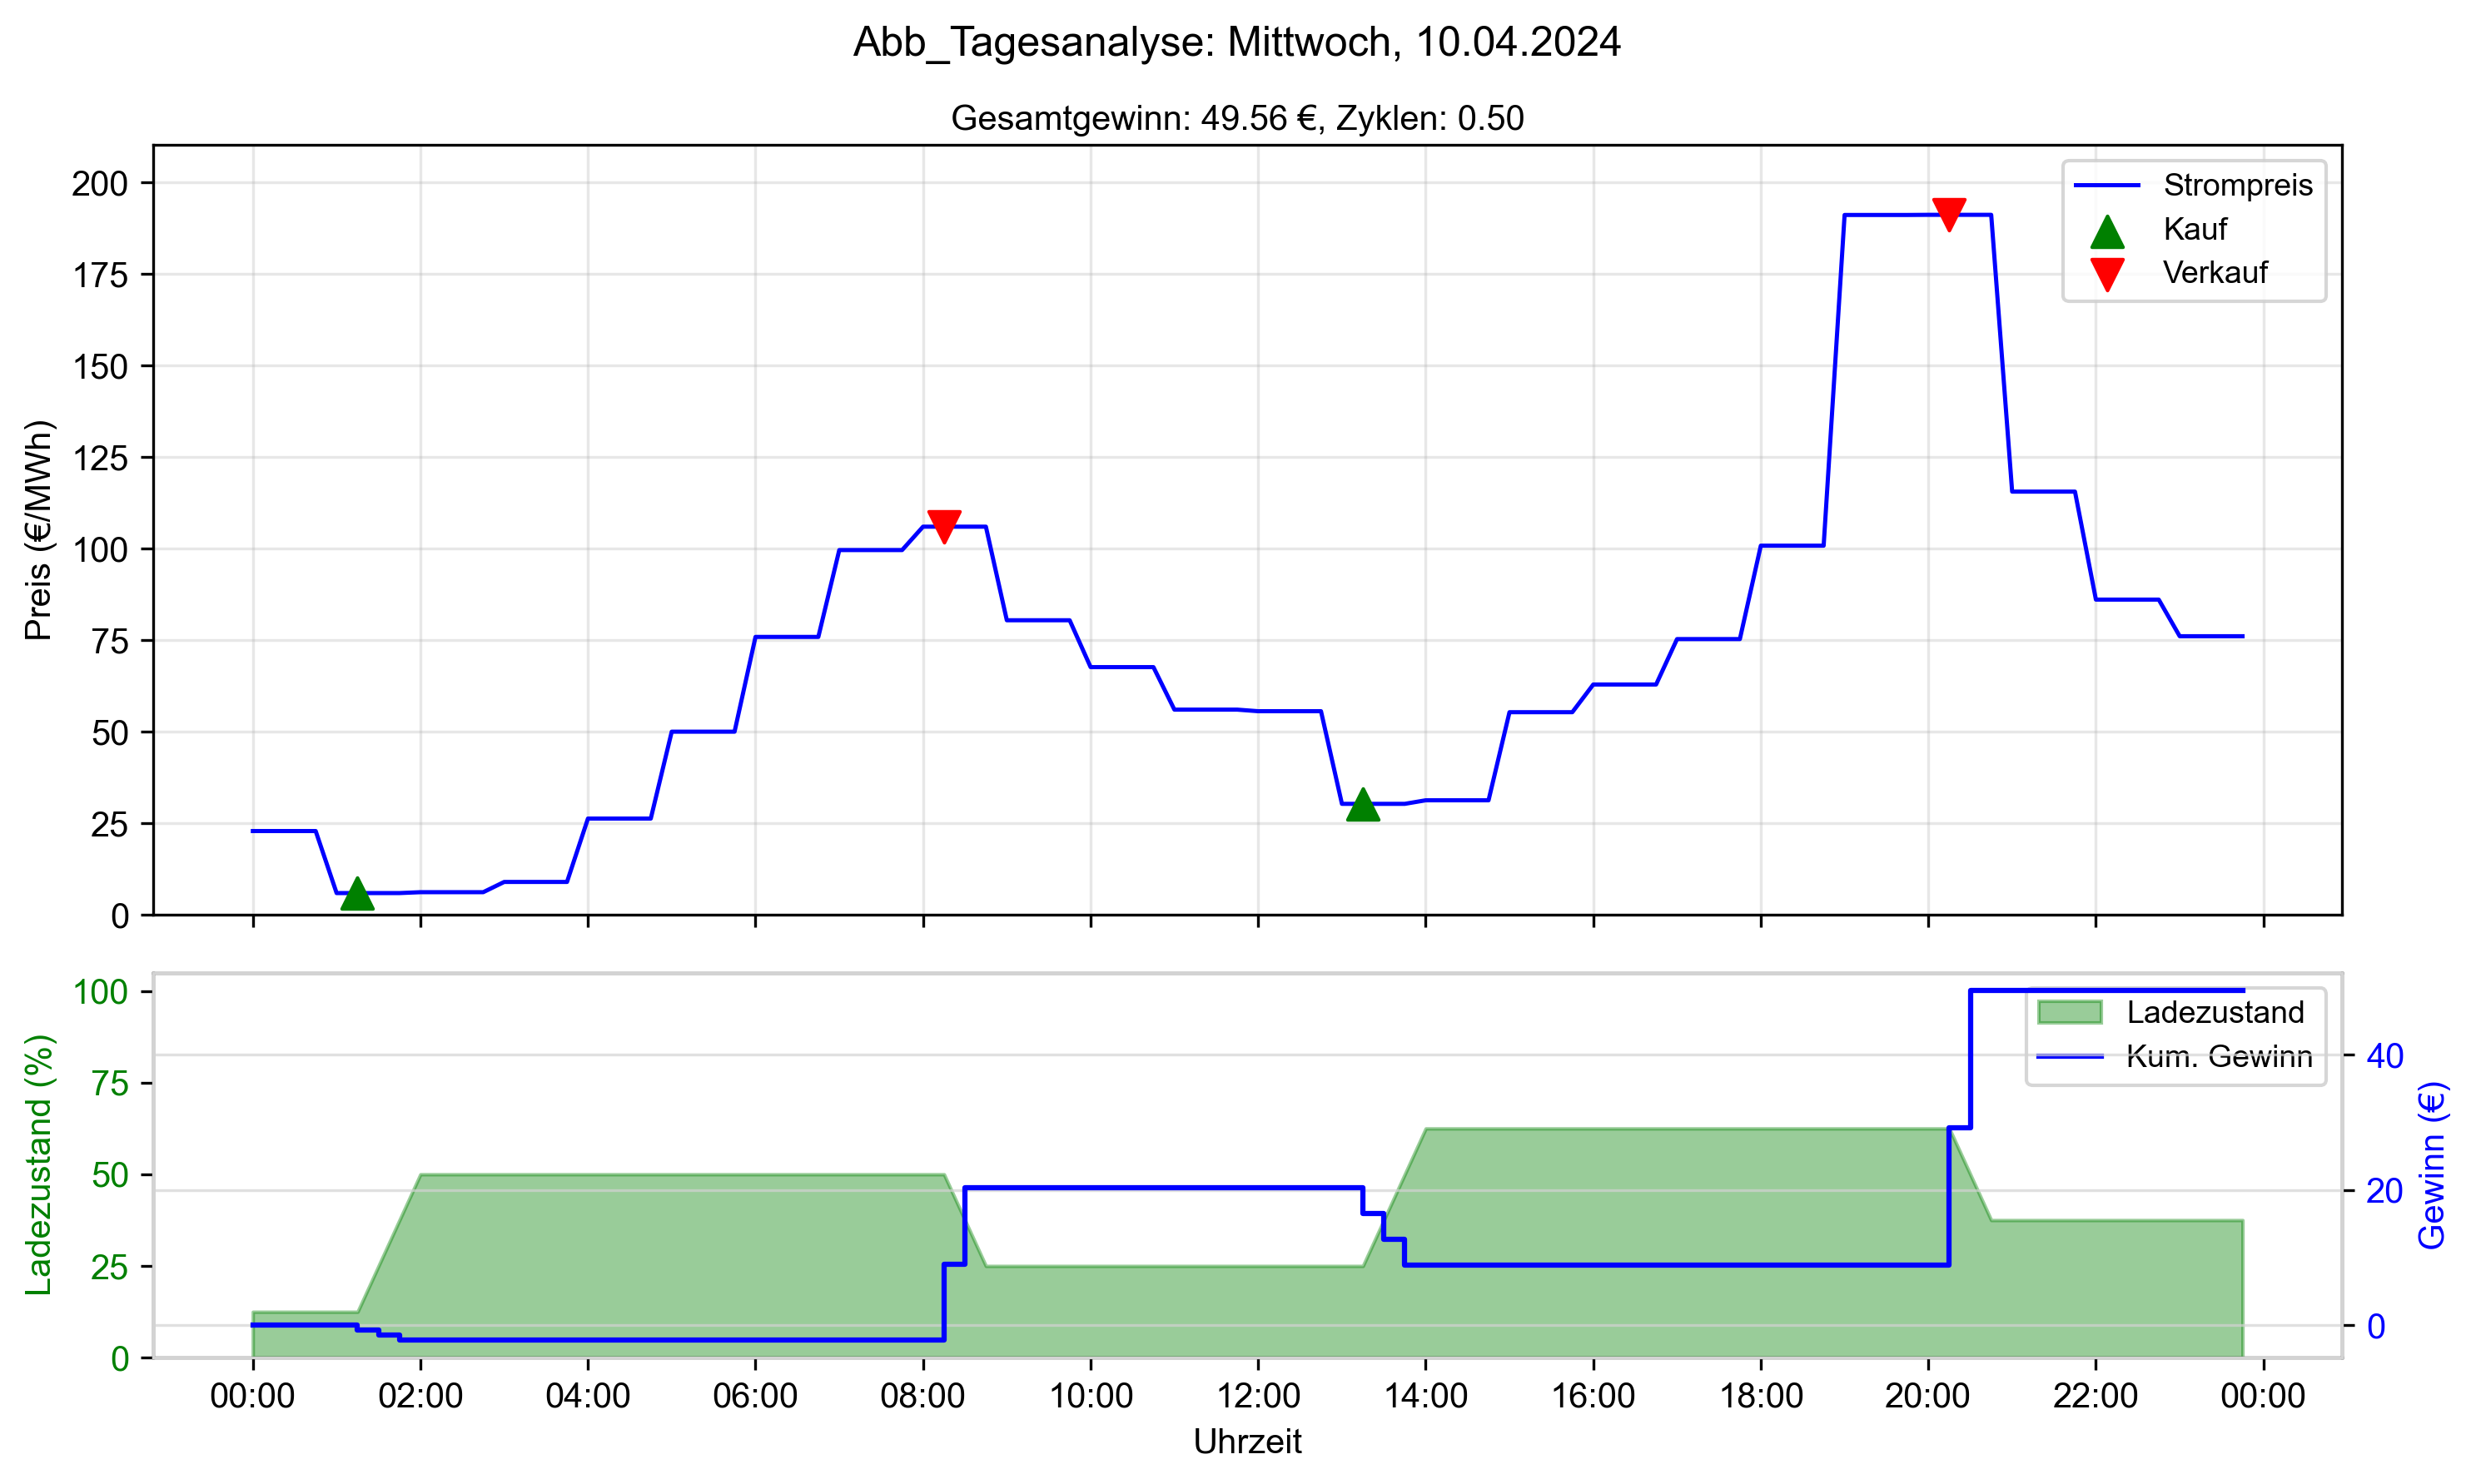 Abb_Tagesanalyse: Mittwoch, 10.04.2024
Gesamtgewinn: 49.56 €, Zyklen: 0.50
Preis (€/MWh)
200
175
150
125
100
75
50
25
0
Strompreis
Kauf
Verkauf
Ladezustand (%)
100
75
50
25
0
Ladezustand
Kum. Gewinn
40
20
0
Gewinn (€)
00:00 02:00 04:00 06:00 08:00 10:00 12:00 14:00 16:00 18:00 20:00 22:00 00:00
Uhrzeit